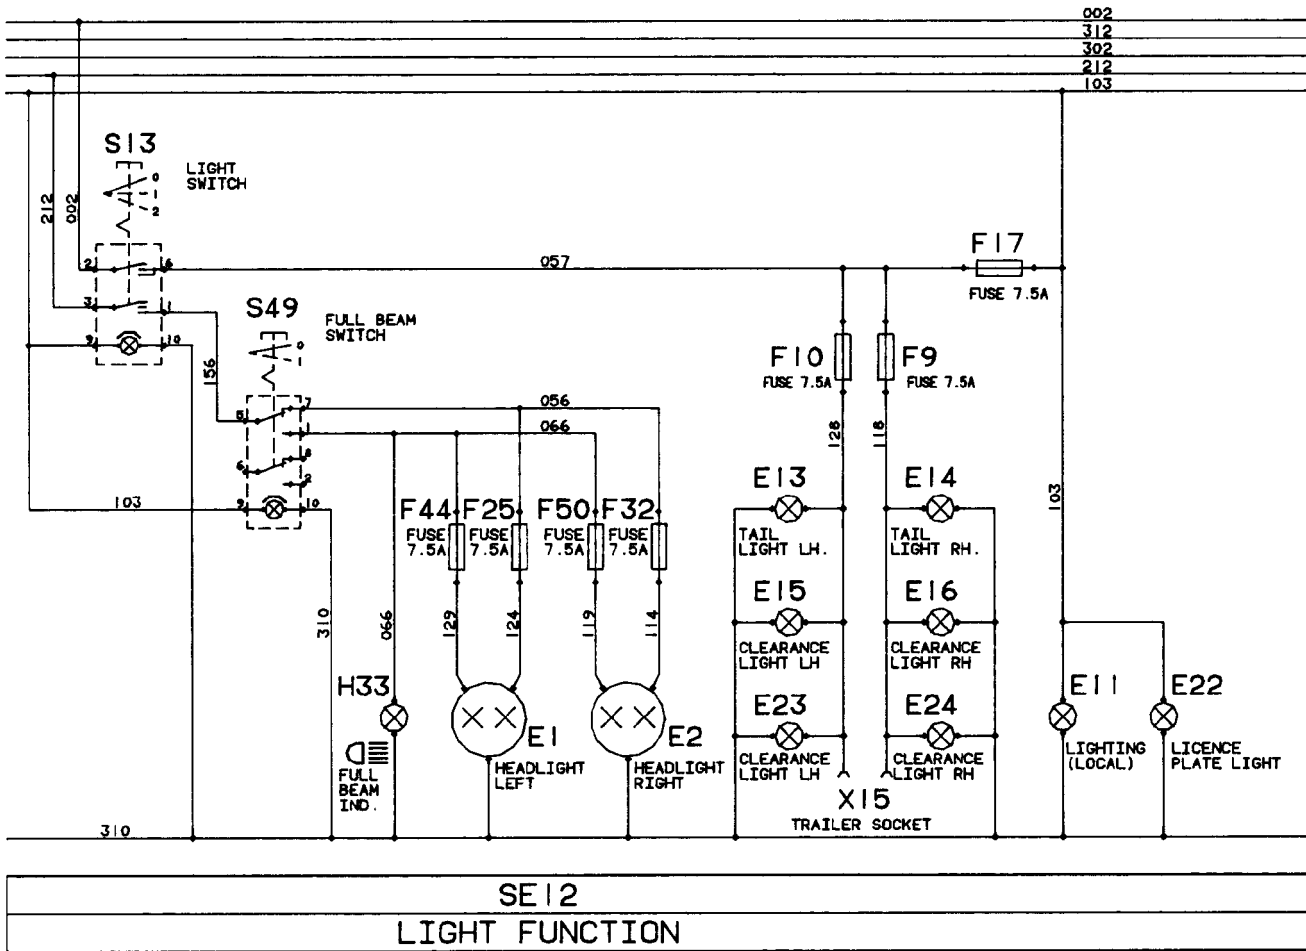 002
312
302
212
103
S13
LIGHT
SWITCH
0
1
2
212
002
2
6
057
F17
FUSE 7.5A
3
1
S49
FULL BEAM
SWITCH
0
1
9
10
156
F10
FUSE 7.5A
F9
FUSE 7.5A
5
7
056
1
066
128
118
6
8
2
103
9
10
F44
FUSE
7.5A
F25
FUSE
7.5A
F50
FUSE
7.5A
F32
FUSE
7.5A
E13
TAIL
LIGHT LH.
E14
TAIL
LIGHT RH.
103
310
066
129
124
119
114
E15
CLEARANCE
LIGHT LH
E16
CLEARANCE
LIGHT RH
H33
FULL
BEAM
IND.
E1
HEADLIGHT
LEFT
E2
HEADLIGHT
RIGHT
E23
CLEARANCE
LIGHT LH
E24
CLEARANCE
LIGHT RH
E11
LIGHTING
(LOCAL)
E22
LICENCE
PLATE LIGHT
X15
TRAILER SOCKET
310
SE12
LIGHT FUNCTION